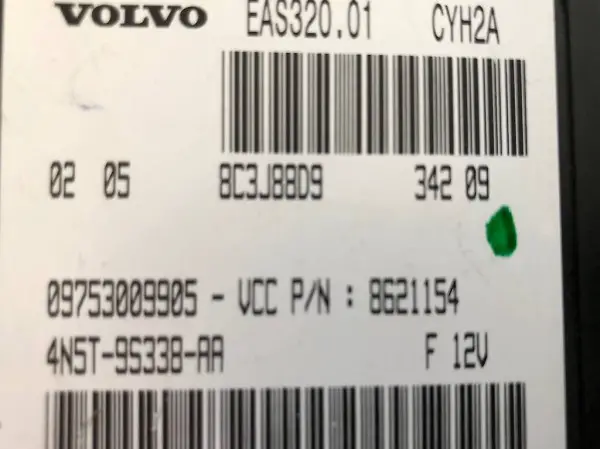 VOLVO EAS320.01 CYH2A
02 05 8C3J88D9 342 09
09753009905 - VCC P/N : 8621154
4N5T-9S338-AA F 12V